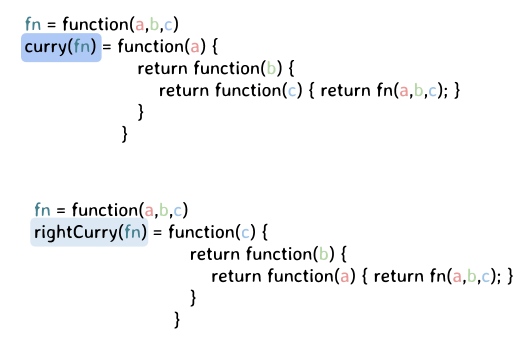 fn = function(a,b,c)
curry(fn) = function(a) {
return function(b) {
return function(c) { return fn(a,b,c); }
}
}
fn = function(a,b,c)
rightCurry(fn) = function(c) {
return function(b) {
return function(a) { return fn(a,b,c); }
}
}